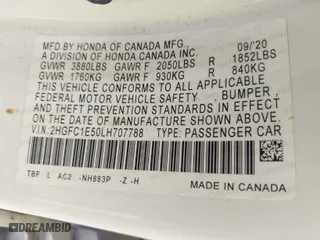 MFD.BY HONDA OF CANADA MFG. 09/20
A DIVISION OF HONDA CANADA INC.
GVWR 3880LBS GAWR F 2050LBS R 1852LBS
GVWR 1760KG GAWR F 930KG R 840KG
THIS VEHICLE CONFORMS TO ALL APPLICABLE
FEDERAL MOTOR VEHICLE SAFETY, BUMPER,
AND THEFT PREVENTION STANDARDS IN EFFECT
ON THE DATE OF MANUFACTURE SHOWN ABOVE.
V.I.N: 2HGFC1E50LH707788 TYPE: PASSENGER CAR
TBF L AC2 -NH883P -Z -H
MADE IN CANADA
DREAMBID